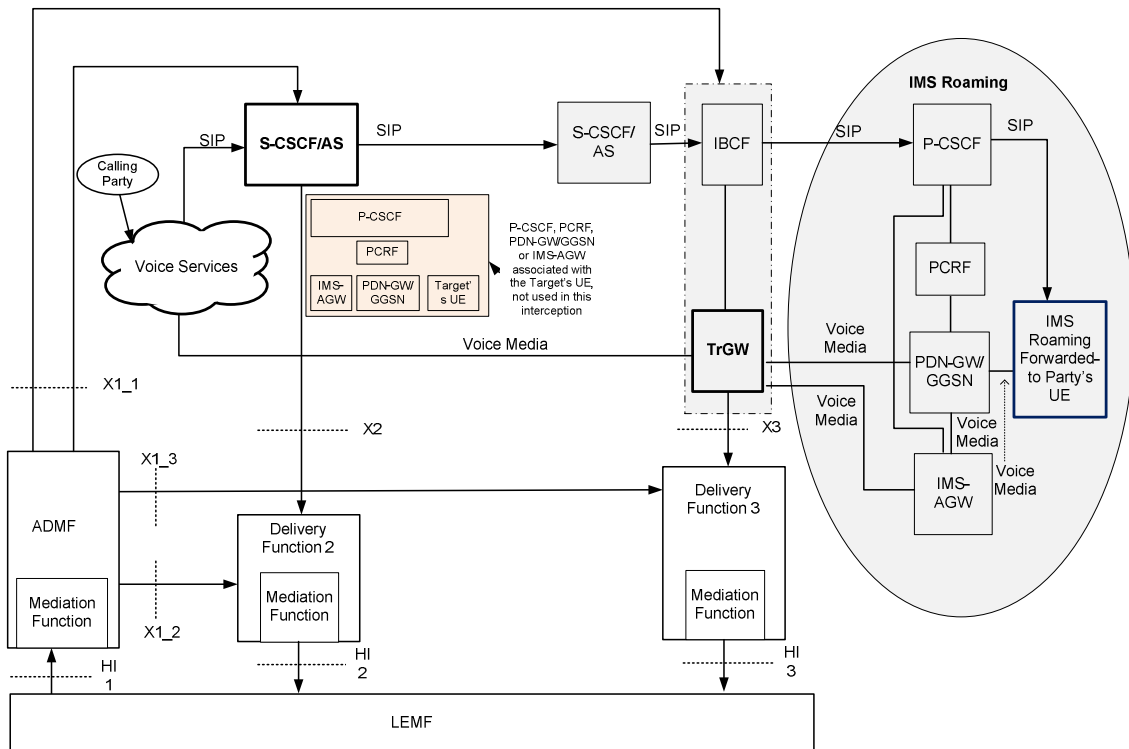 IMS Roaming
SIP
S-CSCF/AS
SIP
S-CSCF/
AS
SIP
IBCF
SIP
P-CSCF
SIP
Calling
Party
Voice Services
P-CSCF
PCRF
IMS-
AGW
PDN-GW/
GGSN
Target'
s UE
P-CSCF, PCRF,
PDN-GW/GGSN
or IMS-AGW
associated with
the Target's UE,
not used in this
interception
PCRF
Voice Media
TrGW
Voice
Media
PDN-GW/
GGSN
IMS
Roaming
Forwarded-
to Party's
UE
X1_1
Voice
Media
Voice
Media
Voice
Media
X2
X3
IMS-
AGW
X1_3
ADMF
Delivery
Function 2
Delivery
Function 3
Mediation
Function
Mediation
Function
Mediation
Function
X1_2
HI
1
HI
2
HI
3
LEMF